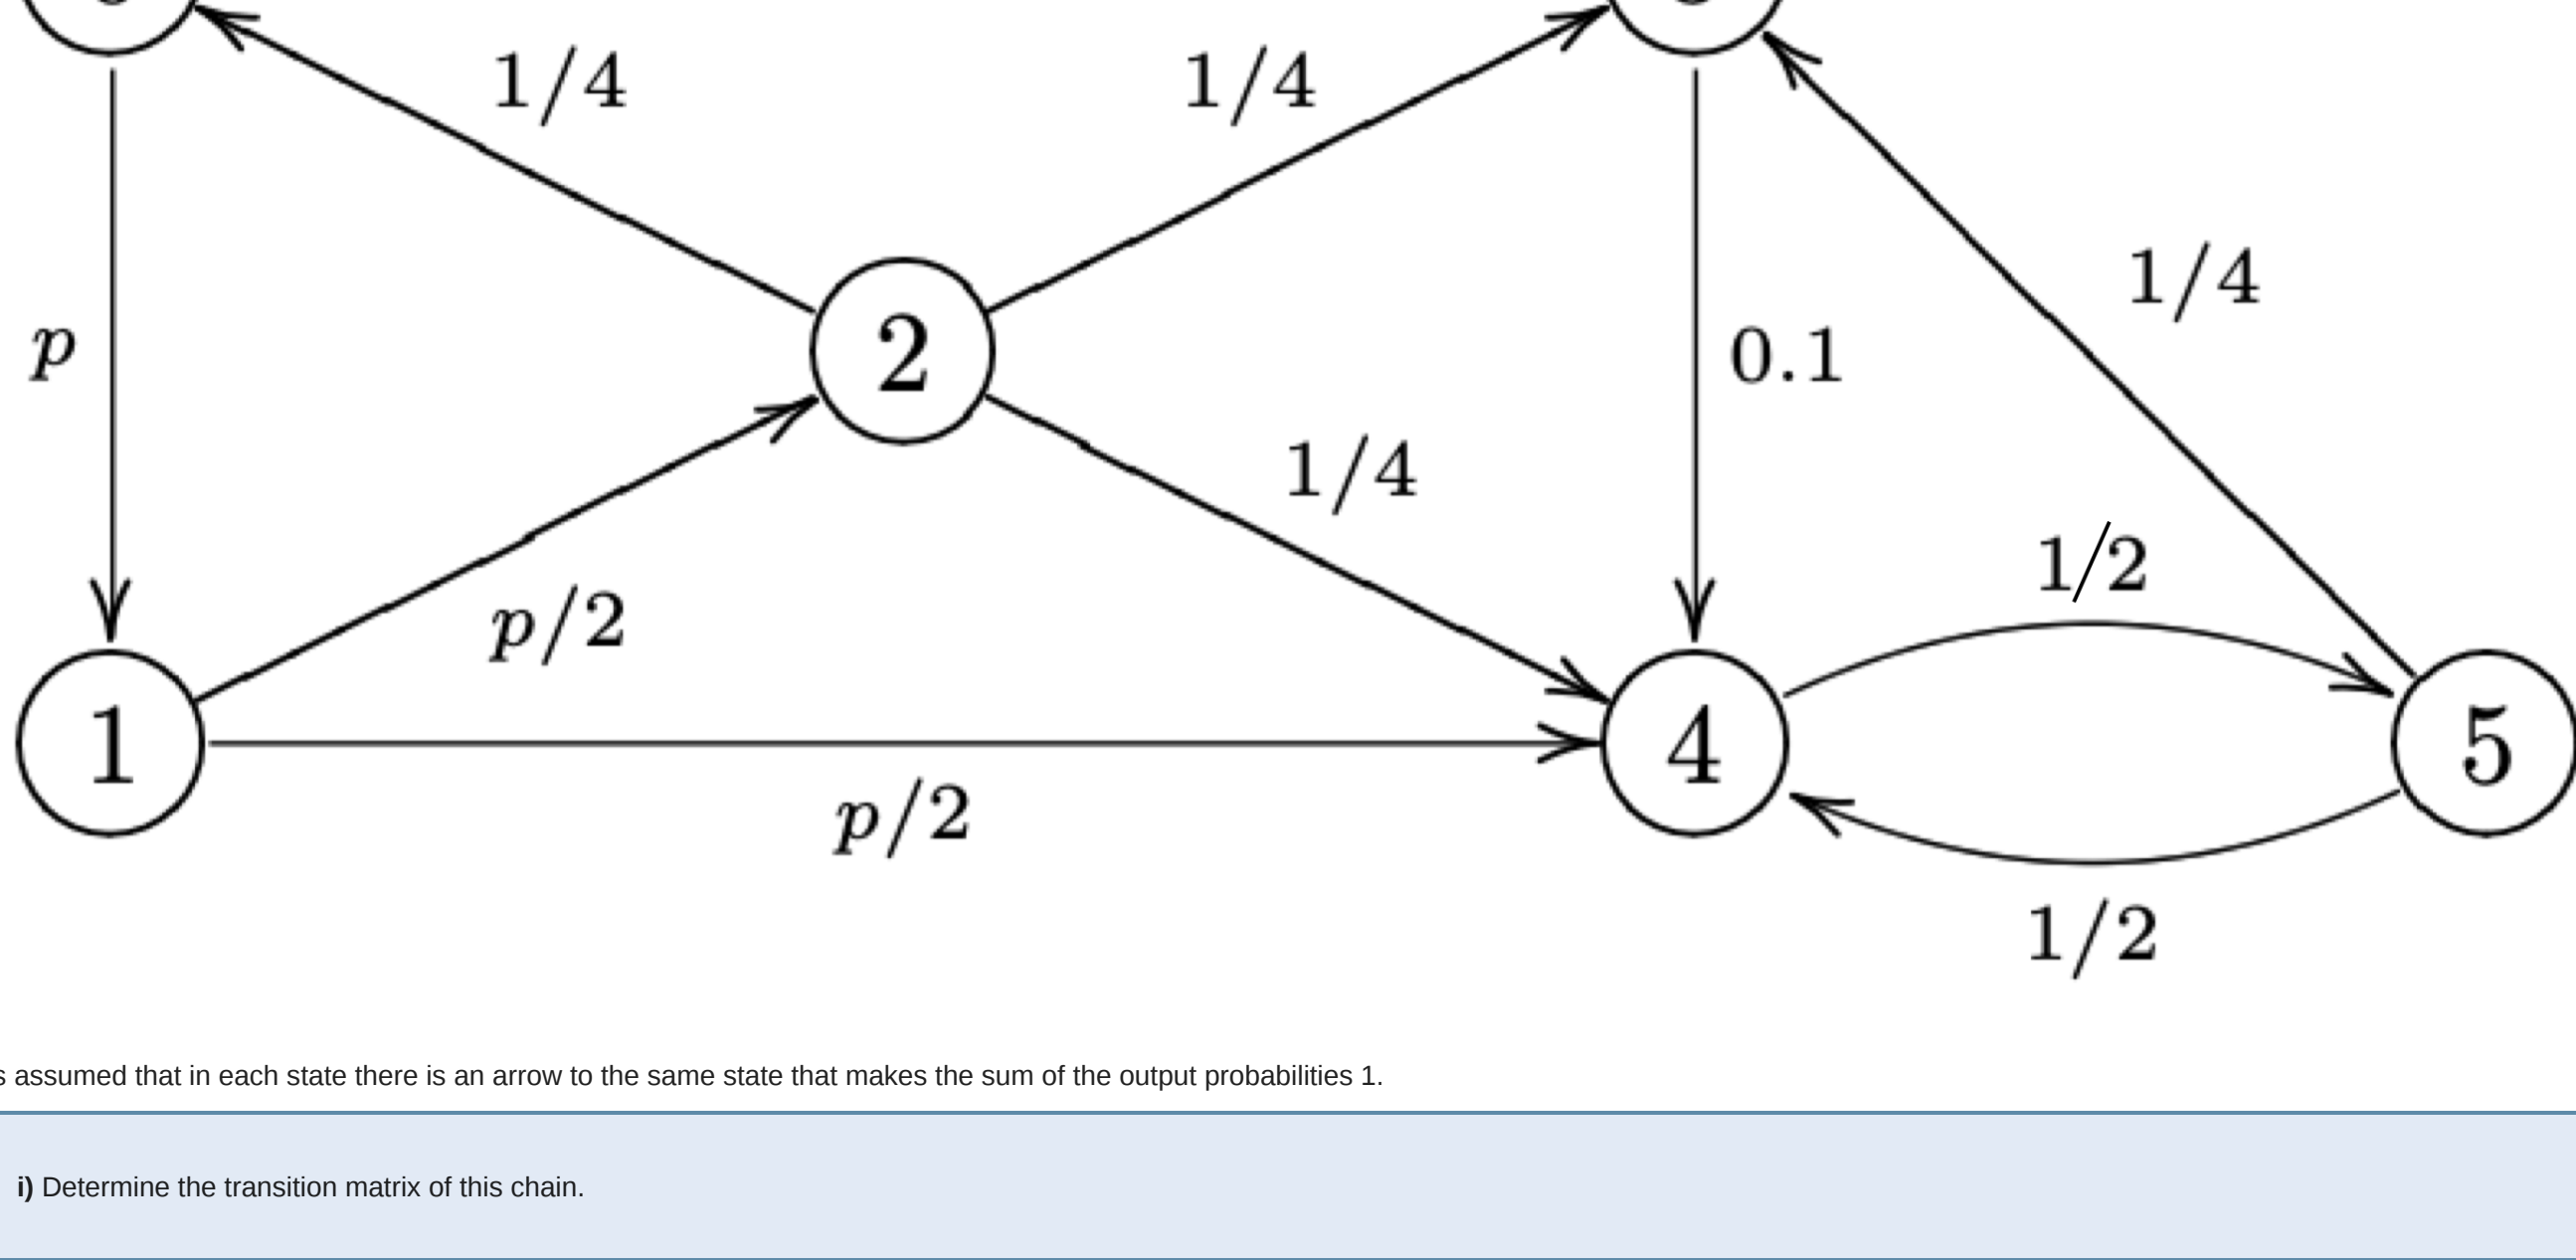 1/4
1/4
1/4
p
2
0.1
1/4
1/2
p/2
1
4
5
p/2
1/2
assumed that in each state there is an arrow to the same state that makes the sum of the output probabilities 1.
i) Determine the transition matrix of this chain.